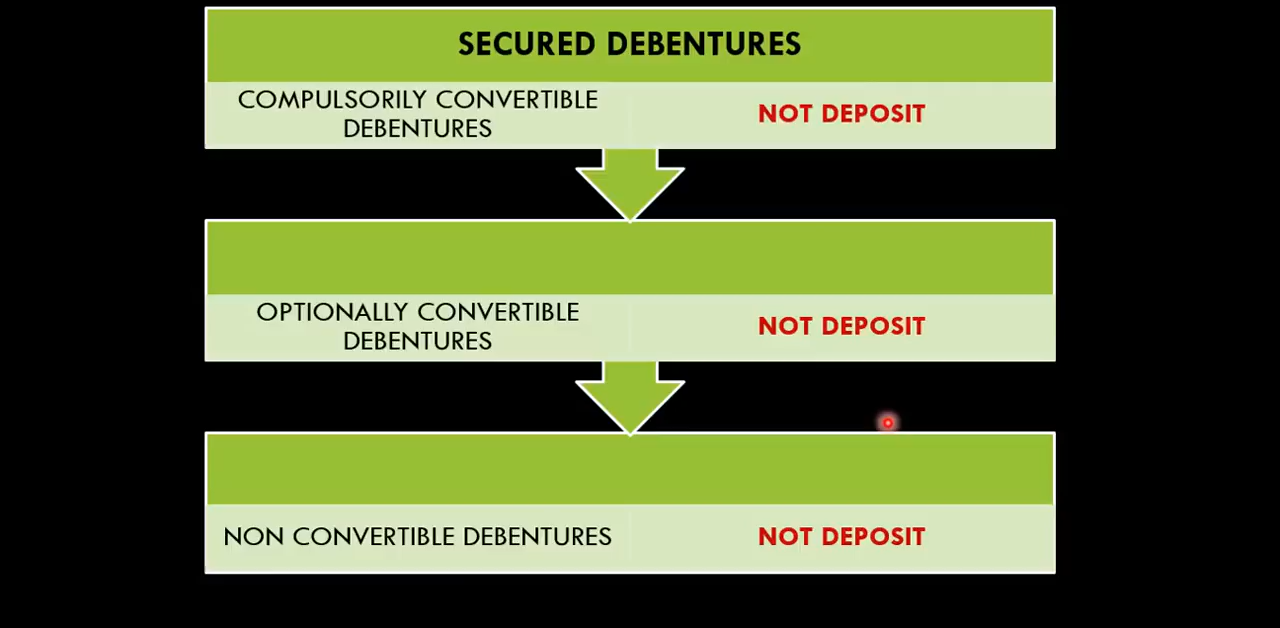 SECURED DEBENTURES
COMPULSORILY CONVERTIBLE
DEBENTURES
NOT DEPOSIT
OPTIONALLY CONVERTIBLE
DEBENTURES
NOT DEPOSIT
NON CONVERTIBLE DEBENTURES
NOT DEPOSIT